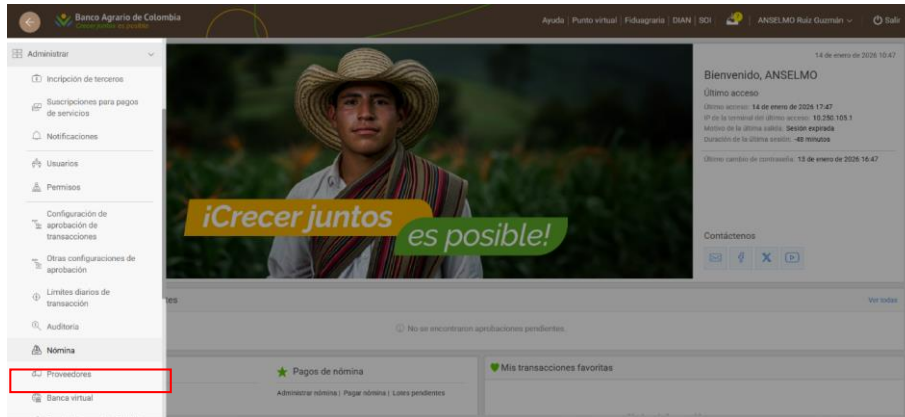 Banco Agrario de Colombia
Crecer juntos es posible
Ayuda | Punto virtual | Fiduagraria | DIAN | SOI
ANSELMO Ruiz Guzmán
Salir
Administrar
Incripción de terceros
Suscripciones para pagos
de servicios
Notificaciones
Usuarios
Permisos
Configuración de
aprobación de
transacciones
Otras configuraciones de
aprobación
Límites diarios de
transacción
Auditoría
Nómina
Proveedores
Banca virtual
¡Crecer juntos
es posible!
14 de enero de 2026 10:47
Bienvenido, ANSELMO
Último acceso
Último acceso: 14 de enero de 2026 17:47
IP de la terminal del último acceso: 10.250.105.1
Motivo de la última salida: Sesión expirada
Duración de la última sesión: -48 minutos
Último cambio de contraseña: 13 de enero de 2026 16:47
Contáctenos
tes
Ver todas
No se encontraron aprobaciones pendientes.
Pagos de nómina
Administrar nómina | Pagar nómina | Lotes pendientes
Mis transacciones favoritas